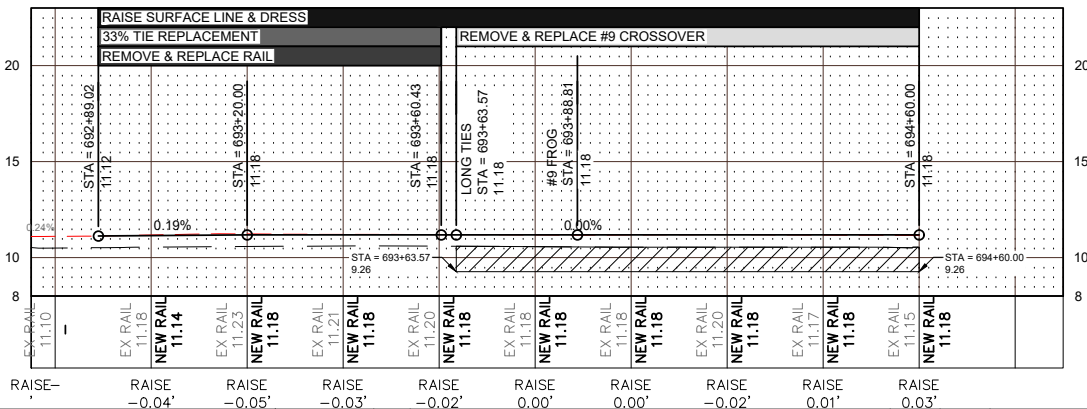 RAISE SURFACE LINE & DRESS
33% TIE REPLACEMENT
REMOVE & REPLACE #9 CROSSOVER
REMOVE & REPLACE RAIL
20
20
STA = 692+89.02
11.12
STA = 693+20.00
11.18
STA = 693+60.43
11.18
LONG TIES
STA = 693+63.57
11.18
#9 FROG
STA = 693+88.81
11.18
STA = 694+60.00
11.18
15
15
0.24%
0.19%
0.00%
10
10
STA = 693+63.57
9.26
STA = 694+60.00
9.26
8
8
EX RAIL
11.10
EX RAIL
11.18
NEW RAIL
11.14
EX RAIL
11.23
NEW RAIL
11.18
EX RAIL
11.21
NEW RAIL
11.18
EX RAIL
11.20
NEW RAIL
11.18
EX RAIL
11.18
NEW RAIL
11.18
EX RAIL
11.18
NEW RAIL
11.18
EX RAIL
11.20
NEW RAIL
11.18
EX RAIL
11.17
NEW RAIL
11.18
EX RAIL
11.15
NEW RAIL
11.18
RAISE-
'
RAISE
-0.04'
RAISE
-0.05'
RAISE
-0.03'
RAISE
-0.02'
RAISE
0.00'
RAISE
0.00'
RAISE
-0.02'
RAISE
0.01'
RAISE
0.03'